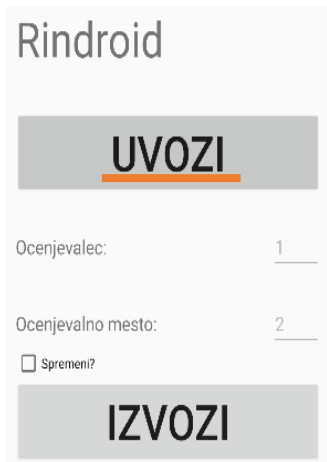 Rindroid
UVOZI
Ocenjevalec: 1
Ocenjevalno mesto: 2
Spremeni?
IZVOZI